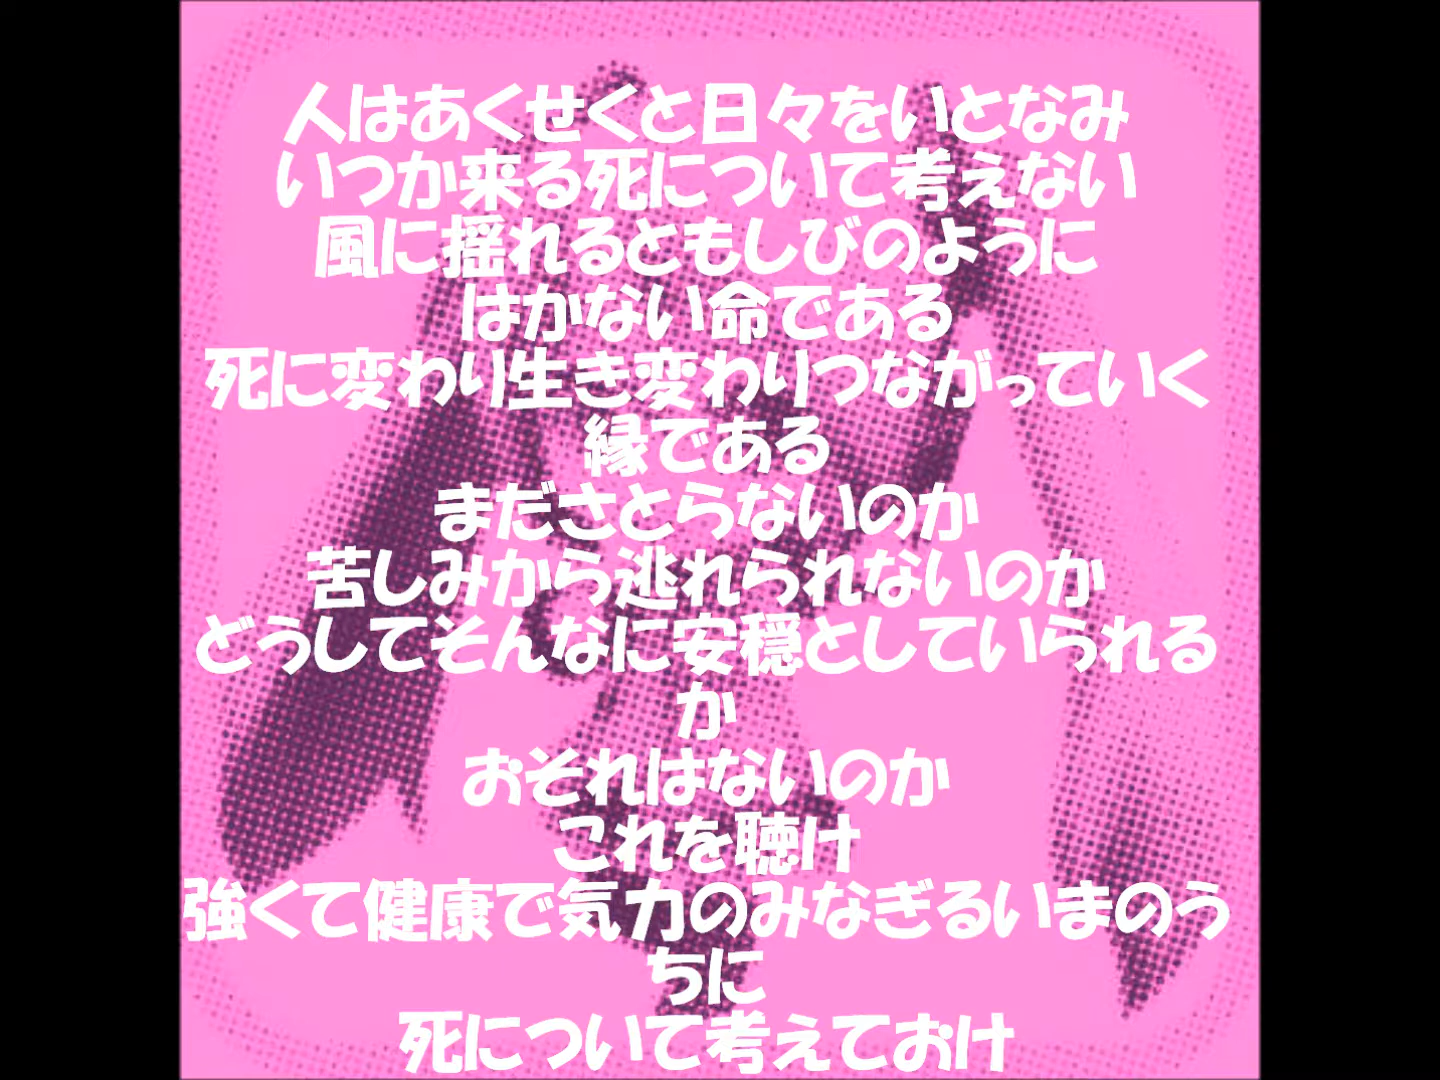 人はあくせくと日々をいとなみ
いつか来る死について考えない
風に揺れるともしびのように
はかない命である
死に変わり生き変わりつながっていく
縁である
まださとらないのか
苦しみから逃れられないのか
どうしてそんなに安穏としていられる
か
おそれはないのか
これを聴け
強くて健康で気力のみなぎるいまのう
ちに
死について考えておけ